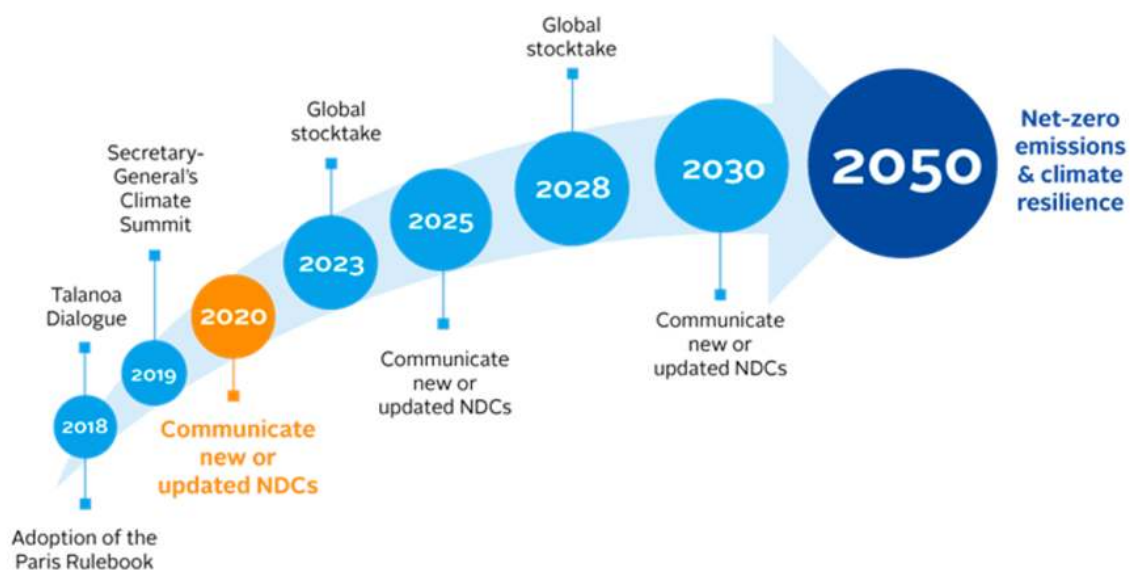 Talanoa
Dialogue
2018
Adoption of the
Paris Rulebook
Secretary-
General's
Climate
Summit
2019
2020
Communicate
new or
updated NDCs
Global
stocktake
2023
2025
Communicate
new or
updated NDCs
Global
stocktake
2028
2030
Communicate
new or
updated NDCs
2050
Net-zero
emissions
& climate
resilience